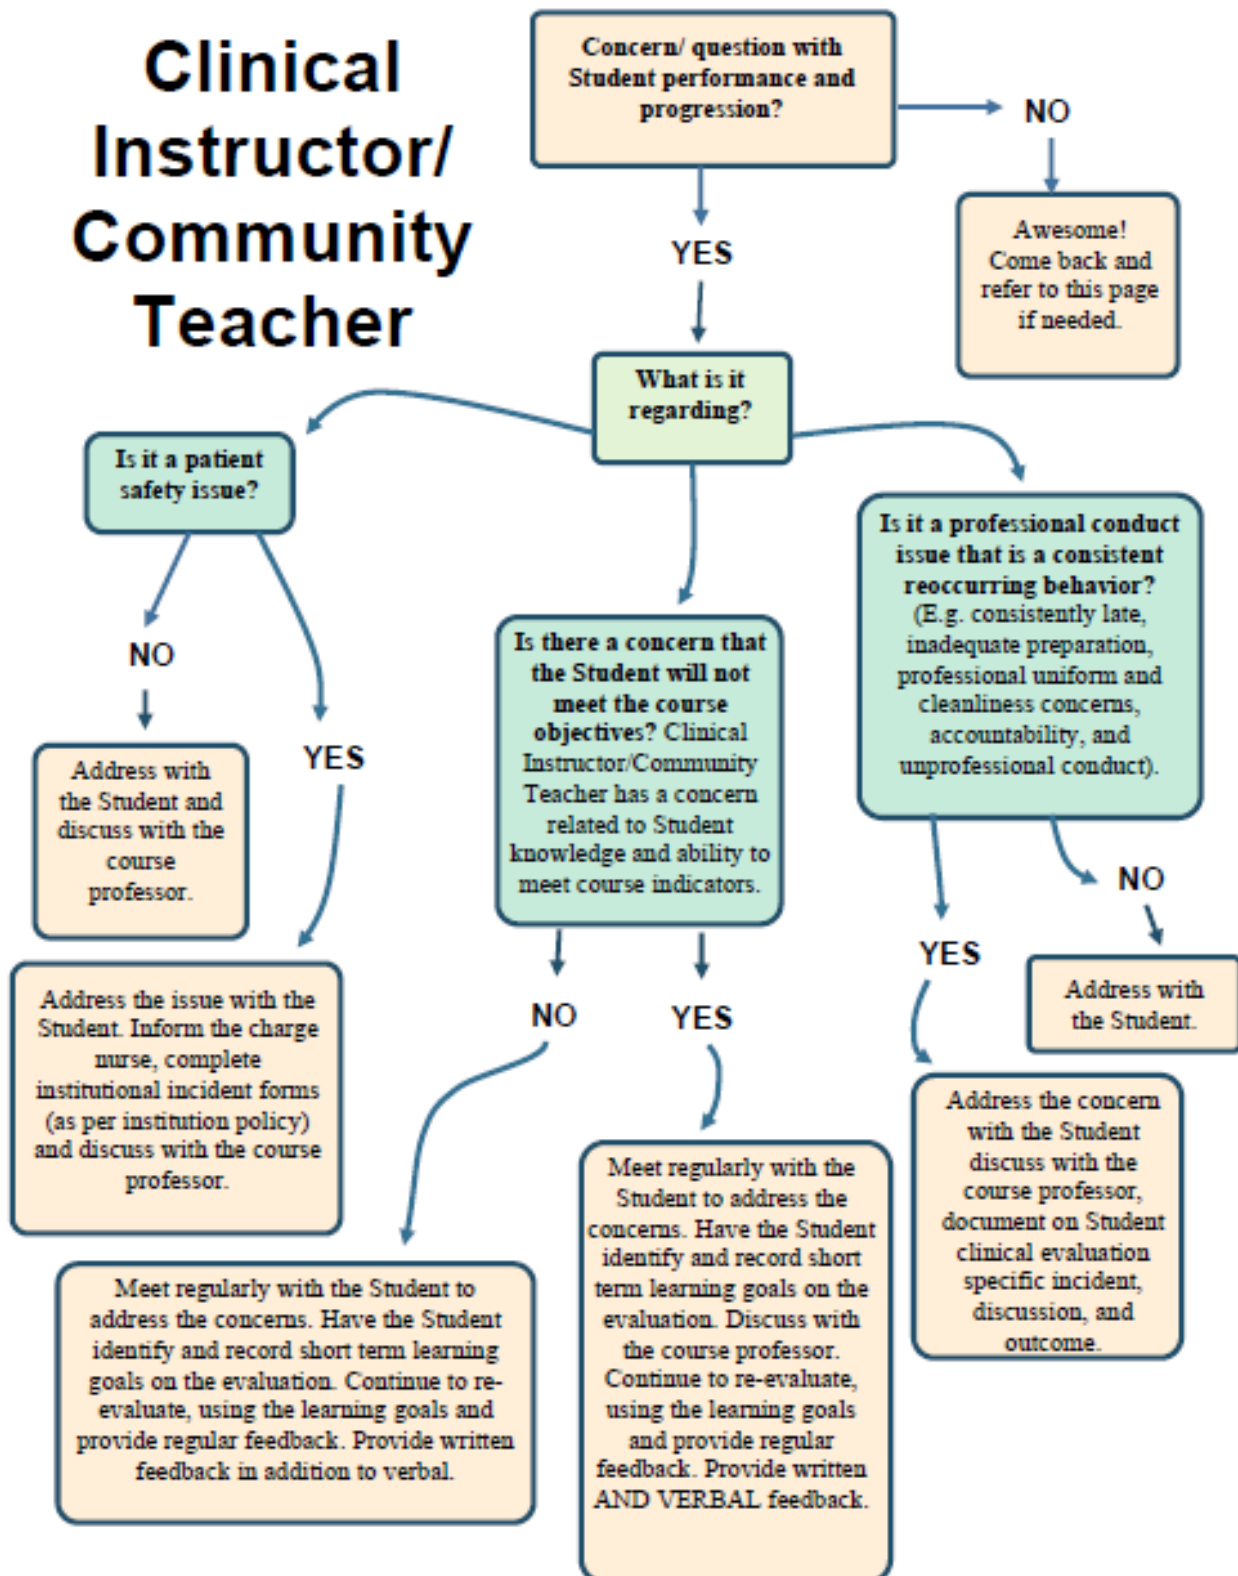 Clinical
Instructor/
Community
Teacher
Concern/ question with
Student performance and
progression?
NO
Awesome!
Come back and
refer to this page
if needed.
YES
What is it
regarding?
Is it a patient
safety issue?
NO
Address with
the Student and
discuss with the
course
professor.
YES
Address the issue with the
Student. Inform the charge
nurse, complete
institutional incident forms
(as per institution policy)
and discuss with the course
professor.
Is there a concern that
the Student will not
meet the course
objectives? Clinical
Instructor/Community
Teacher has a concern
related to Student
knowledge and ability to
meet course indicators.
NO
Meet regularly with the Student to
address the concerns. Have the Student
identify and record short term learning
goals on the evaluation. Continue to re-
evaluate, using the learning goals and
provide regular feedback. Provide written
feedback in addition to verbal.
YES
Meet regularly with the
Student to address the
concerns. Have the Student
identify and record short
term learning goals on the
evaluation. Discuss with
the course professor.
Continue to re-evaluate,
using the learning goals
and provide regular
feedback. Provide written
AND VERBAL feedback.
Is it a professional conduct
issue that is a consistent
reoccurring behavior?
(E.g. consistently late,
inadequate preparation,
professional uniform and
cleanliness concerns,
accountability, and
unprofessional conduct).
YES
Address the concern
with the Student
discuss with the
course professor,
document on Student
clinical evaluation
specific incident,
discussion, and
outcome.
NO
Address with
the Student.